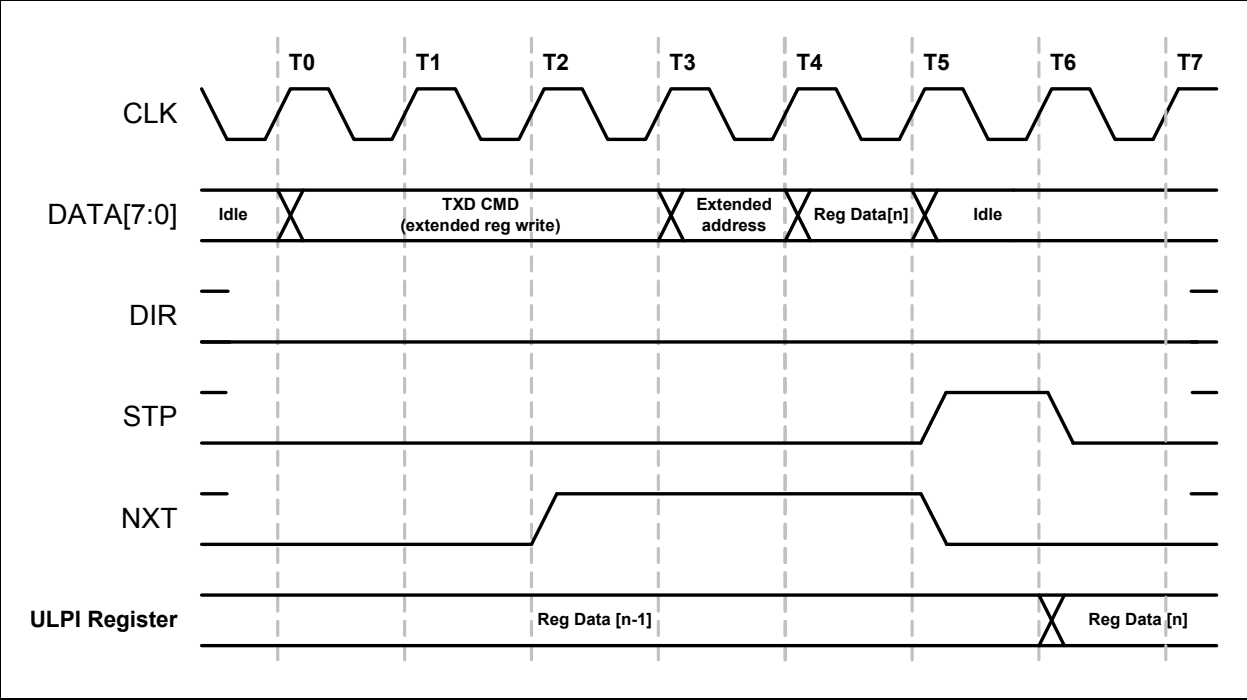 T0 T1 T2 T3 T4 T5 T6 T7
CLK
DATA[7:0]
Idle
TXD CMD
(extended reg write)
Extended
address
Reg Data[n]
Idle
DIR
STP
NXT
ULPI Register
Reg Data [n-1]
Reg Data [n]